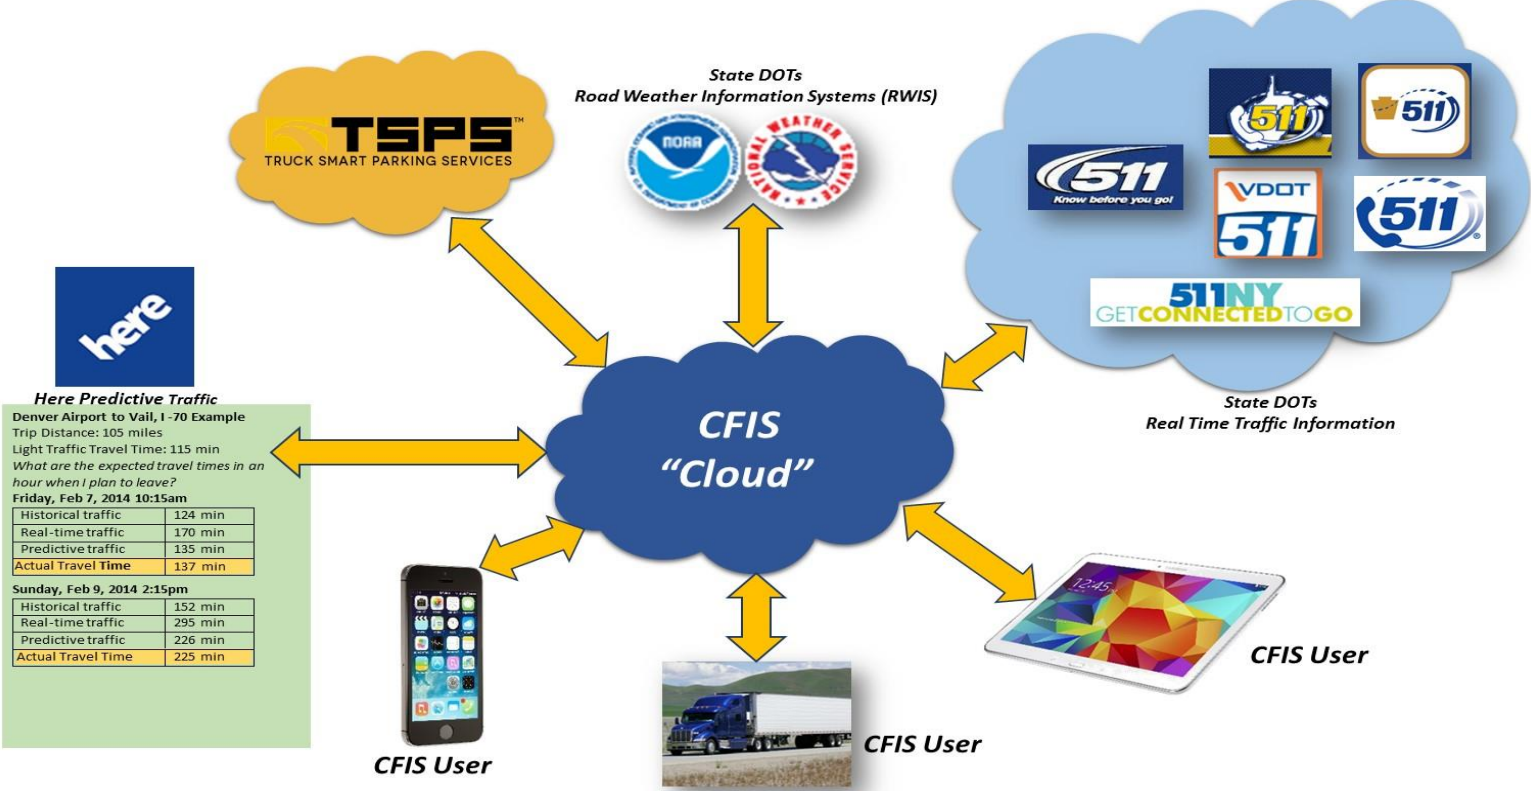 State DOTs
Road Weather Information Systems (RWIS)
TSPS™
TRUCK SMART PARKING SERVICES
NOAA
NATIONAL WEATHER SERVICE
511
511
511
Know before you go!
VDOT
511
511®
511NY
GETCONNECTEDTOGO
here
Here Predictive Traffic
Denver Airport to Vail, I -70 Example
Trip Distance: 105 miles
Light Traffic Travel Time: 115 min
What are the expected travel times in an
hour when I plan to leave?
Friday, Feb 7, 2014 10:15am
Historical traffic 124 min
Real-time traffic 170 min
Predictive traffic 135 min
Actual Travel Time 137 min
Sunday, Feb 9, 2014 2:15pm
Historical traffic 152 min
Real-time traffic 295 min
Predictive traffic 226 min
Actual Travel Time 225 min
State DOTs
Real Time Traffic Information
CFIS
“Cloud”
12:45
CFIS User
CFIS User
CFIS User